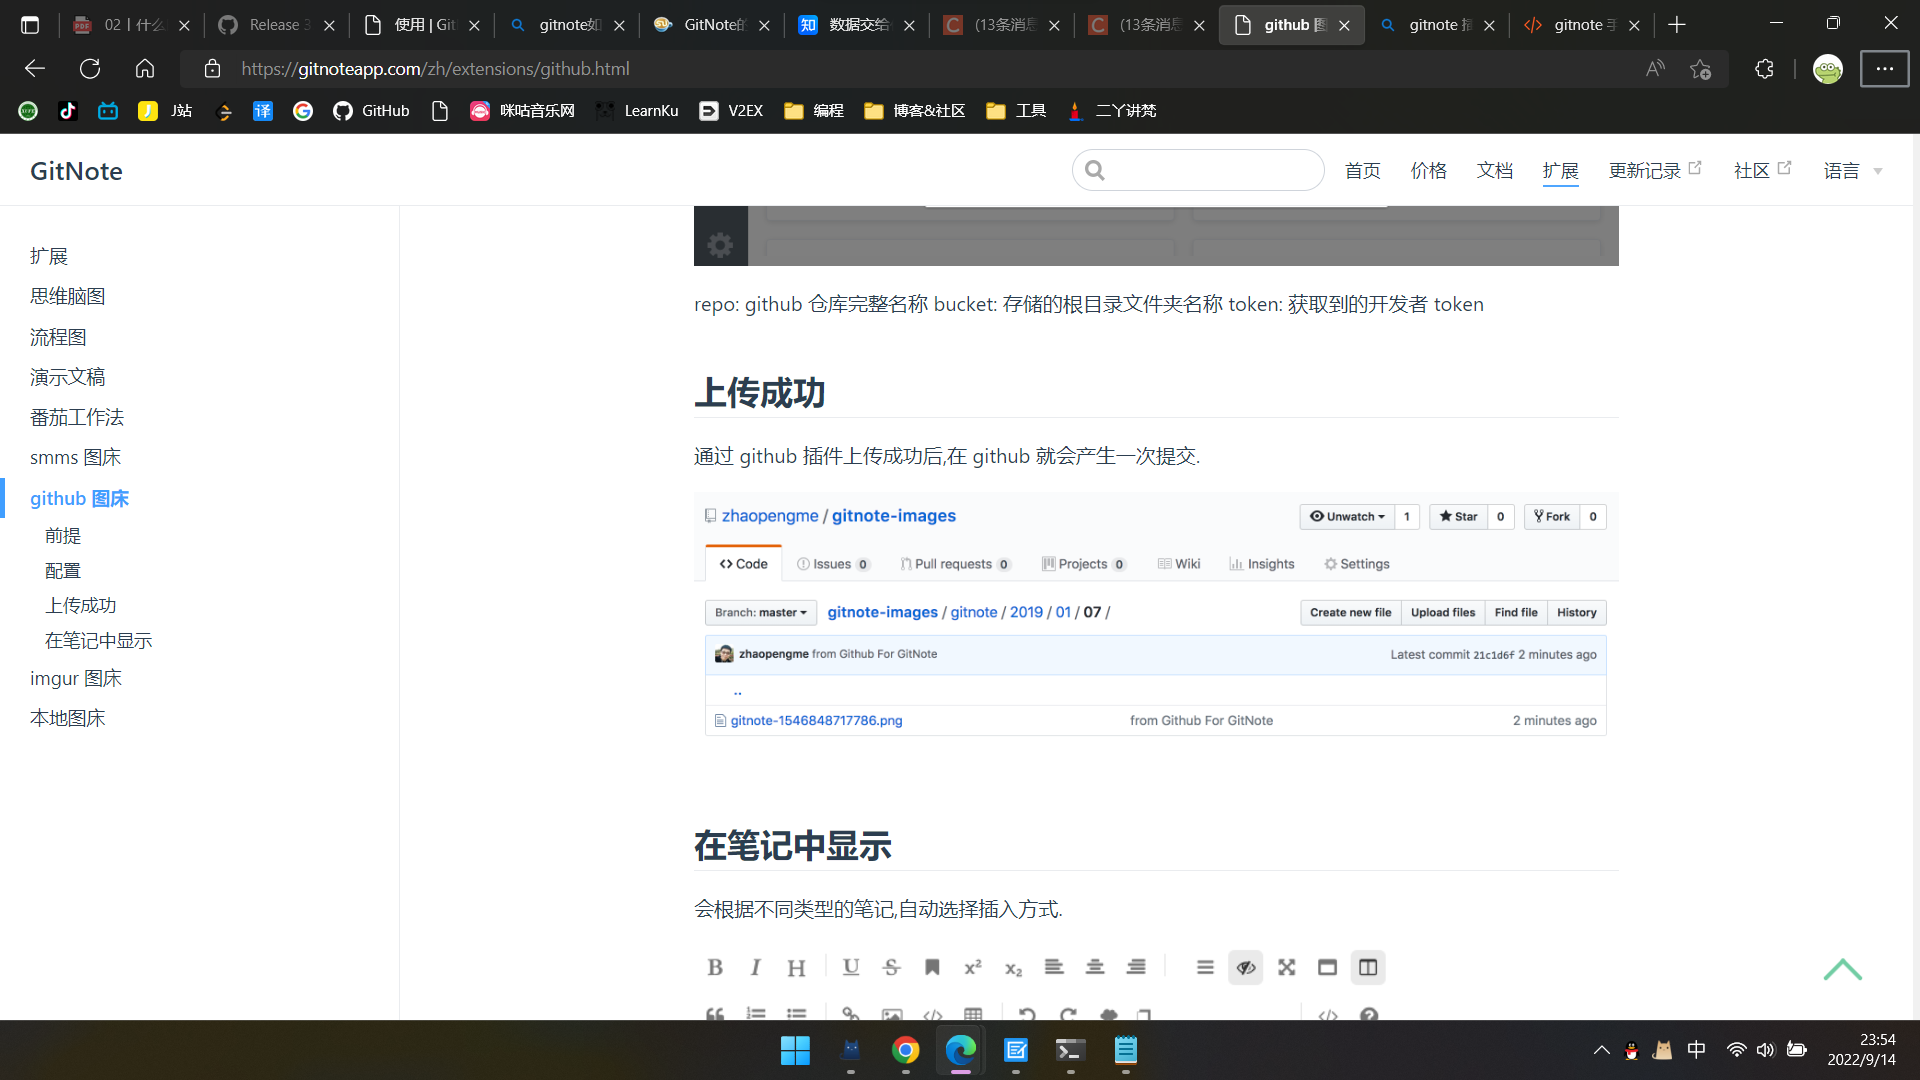 02丨什么
Release 3
使用 | Git
gitnote如
GitNote的
数据交给
(13条消息
(13条消息
github 图
gitnote 插
gitnote 手
https://gitnoteapp.com/zh/extensions/github.html
J站
GitHub
咪咕音乐网
LearnKu
V2EX
编程
博客&社区
工具
二丫讲梵
GitNote
首页
价格
文档
扩展
更新记录
社区
语言
扩展
思维脑图
流程图
演示文稿
番茄工作法
smms 图床
github 图床
前提
配置
上传成功
在笔记中显示
imgur 图床
本地图床
repo: github 仓库完整名称 bucket: 存储的根目录文件夹名称 token: 获取到的开发者 token
上传成功
通过 github 插件上传成功后,在 github 就会产生一次提交.
zhaopengme / gitnote-images
Unwatch 1
Star 0
Fork 0
Code
Issues 0
Pull requests 0
Projects 0
Wiki
Insights
Settings
Branch: master
gitnote-images / gitnote / 2019 / 01 / 07 /
Create new file
Upload files
Find file
History
zhaopengme from Github For GitNote
Latest commit 21c1d6f 2 minutes ago
..
gitnote-1546848717786.png
from Github For GitNote
2 minutes ago
在笔记中显示
会根据不同类型的笔记,自动选择插入方式.
B I H U S x² x₂
中
23:54
2022/9/14